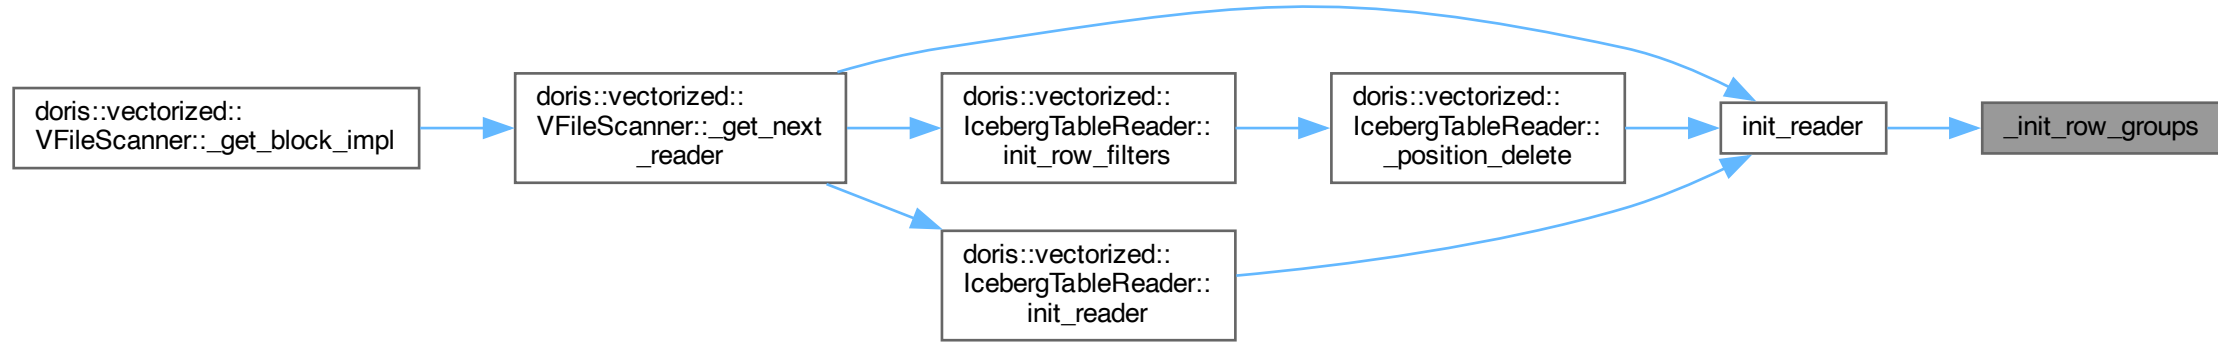 doris::vectorized::
VFileScanner::_get_block_impl
doris::vectorized::
VFileScanner::_get_next
_reader
doris::vectorized::
IcebergTableReader::
init_row_filters
doris::vectorized::
IcebergTableReader::
_position_delete
init_reader
_init_row_groups
doris::vectorized::
IcebergTableReader::
init_reader